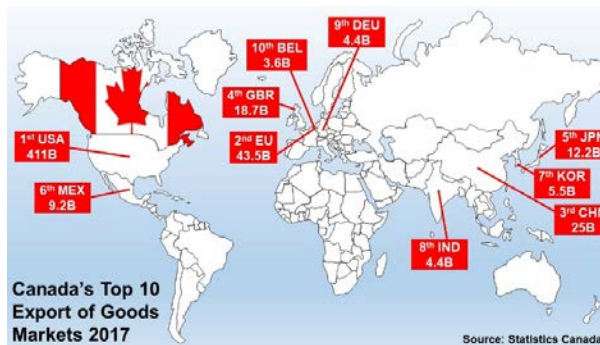 9th DEU
4.4B
10th BEL
3.6B
4th GBR
18.7B
1st USA
411B
2nd EU
43.5B
5th JPN
12.2B
6th MEX
9.2B
7th KOR
5.5B
3rd CHN
25B
8th IND
4.4B
Canada's Top 10
Export of Goods
Markets 2017
Source: Statistics Canada